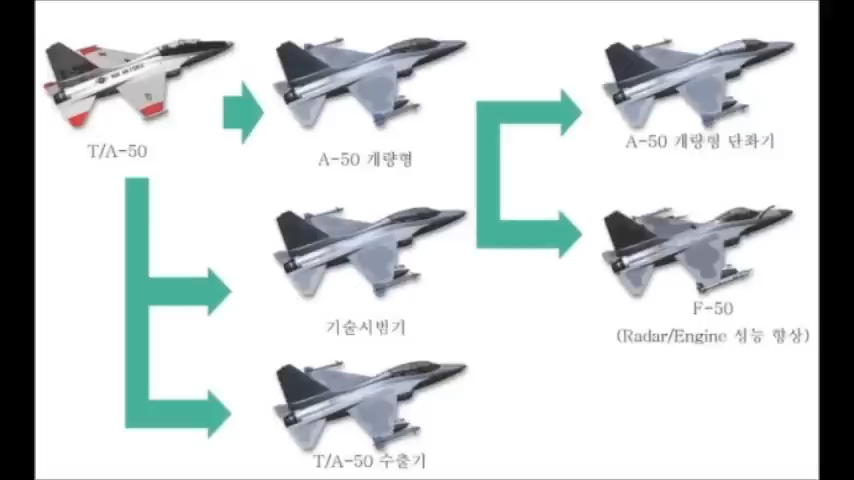 T/A-50
A-50 개량형
A-50 개량형 단좌기
기술시범기
F-50
(Radar/Engine 성능 향상)
T/A-50 수출기